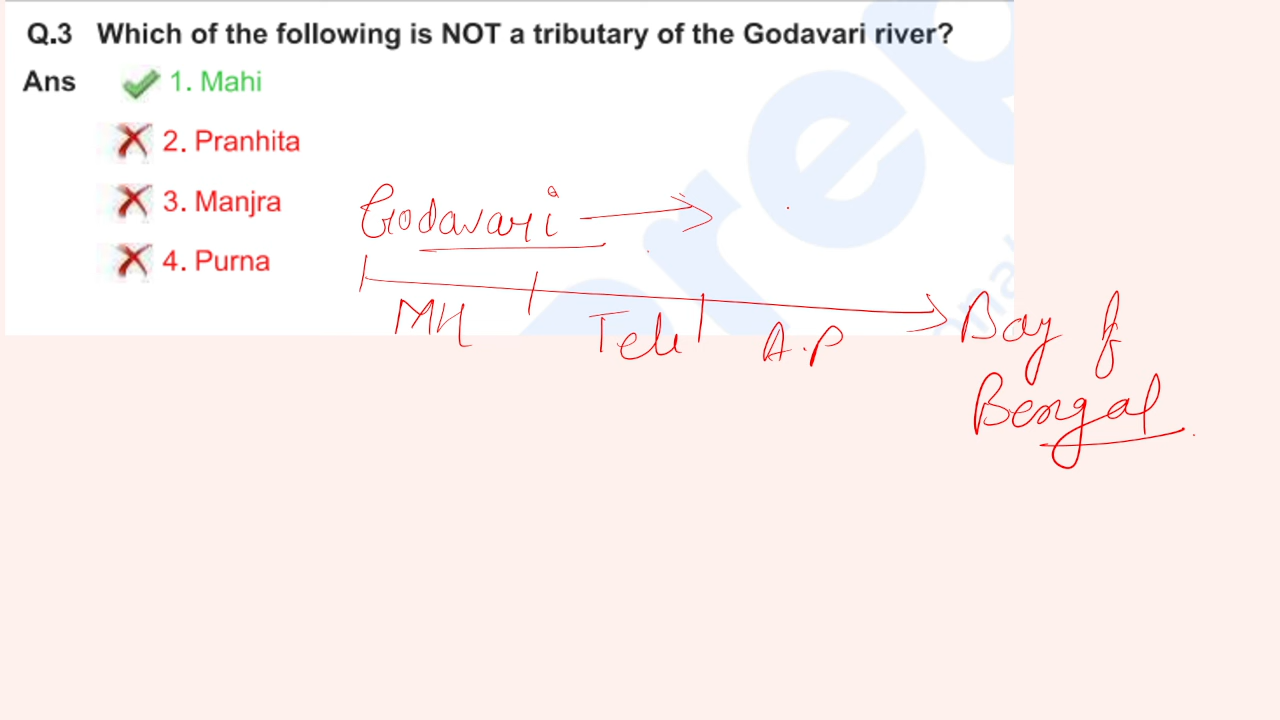 Q.3 Which of the following is NOT a tributary of the Godavari river?
Ans 1. Mahi
2. Pranhita
3. Manjra
4. Purna
Godavari
MH Tele A.P Bay of
Bengal